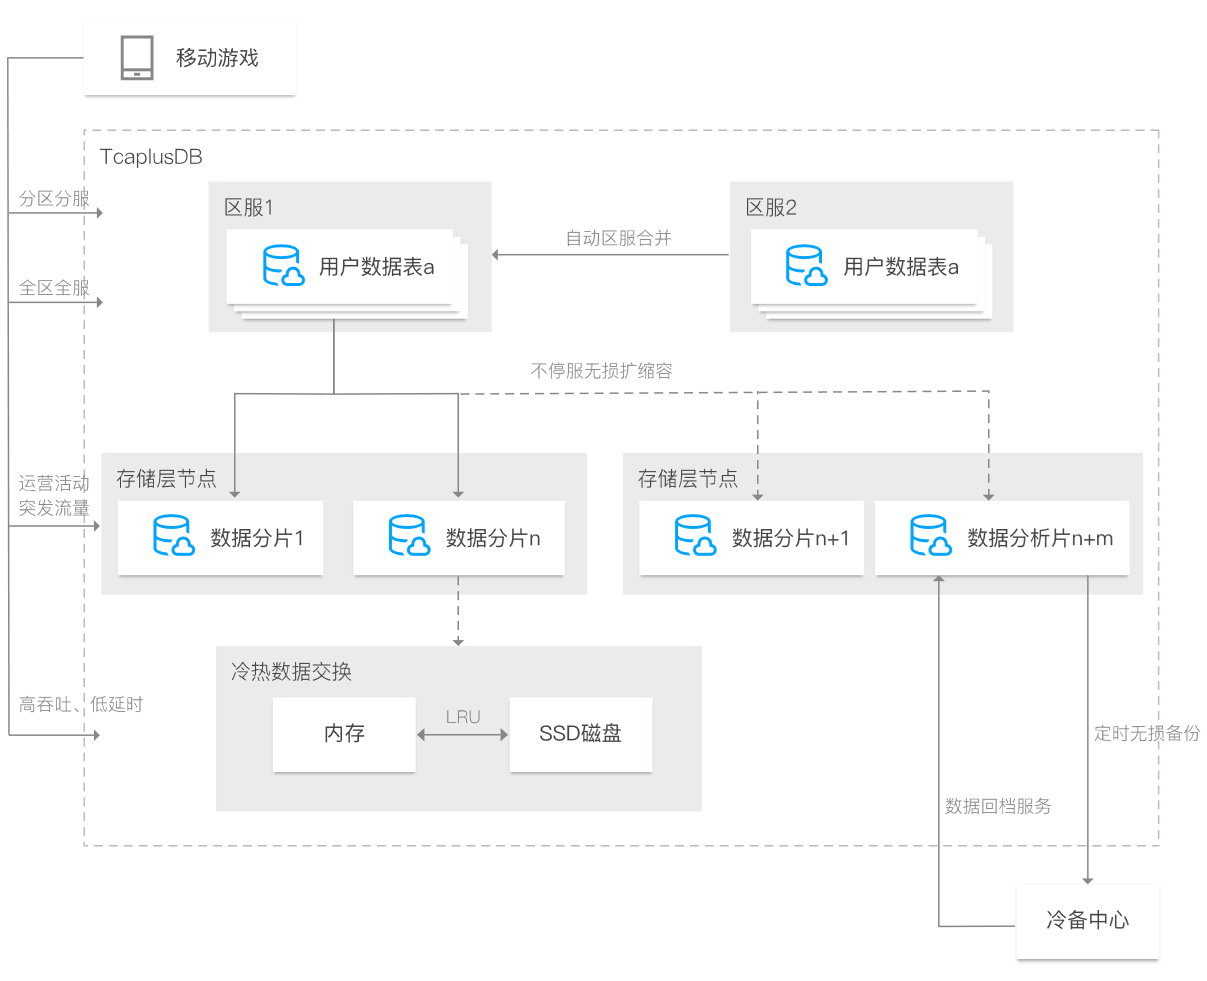 移动游戏
TcaplusDB
分区分服
区服1
区服2
自动区服合并
用户数据表a
用户数据表a
全区全服
不停服无损扩缩容
运营活动
突发流量
存储层节点
存储层节点
数据分片1
数据分片n
数据分片n+1
数据分析片n+m
冷热数据交换
高吞吐、低延时
内存
LRU
SSD磁盘
定时无损备份
数据回档服务
冷备中心